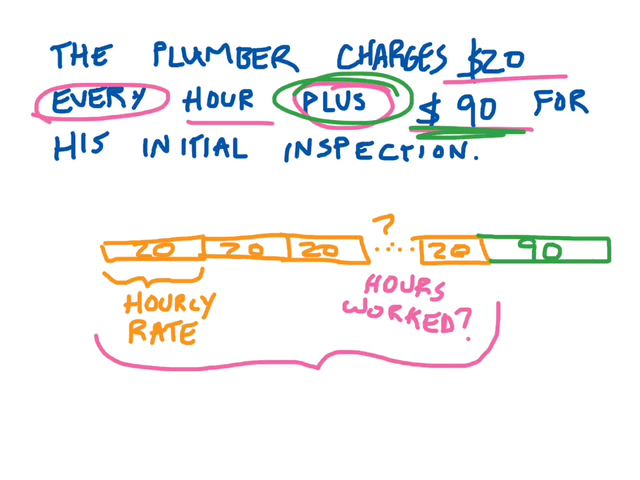 THE PLUMBER CHARGES $20
EVERY HOUR PLUS $90 FOR
HIS INITIAL INSPECTION.
?
20 20 20 ... 20 90
HOURLY
RATE
HOURS
WORKED?